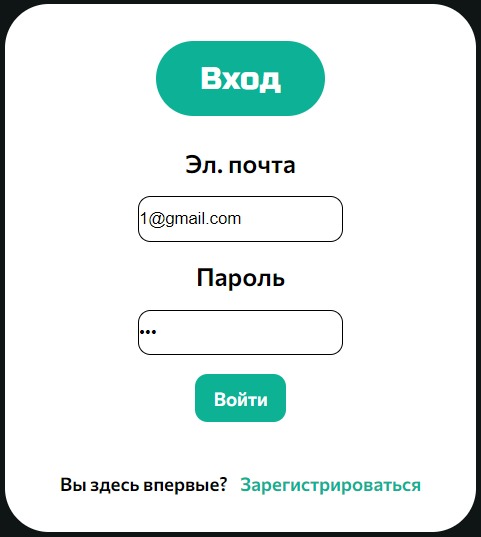 Вход
Эл. почта
1@gmail.com
Пароль
•••
Войти
Вы здесь впервые? Зарегистрироваться